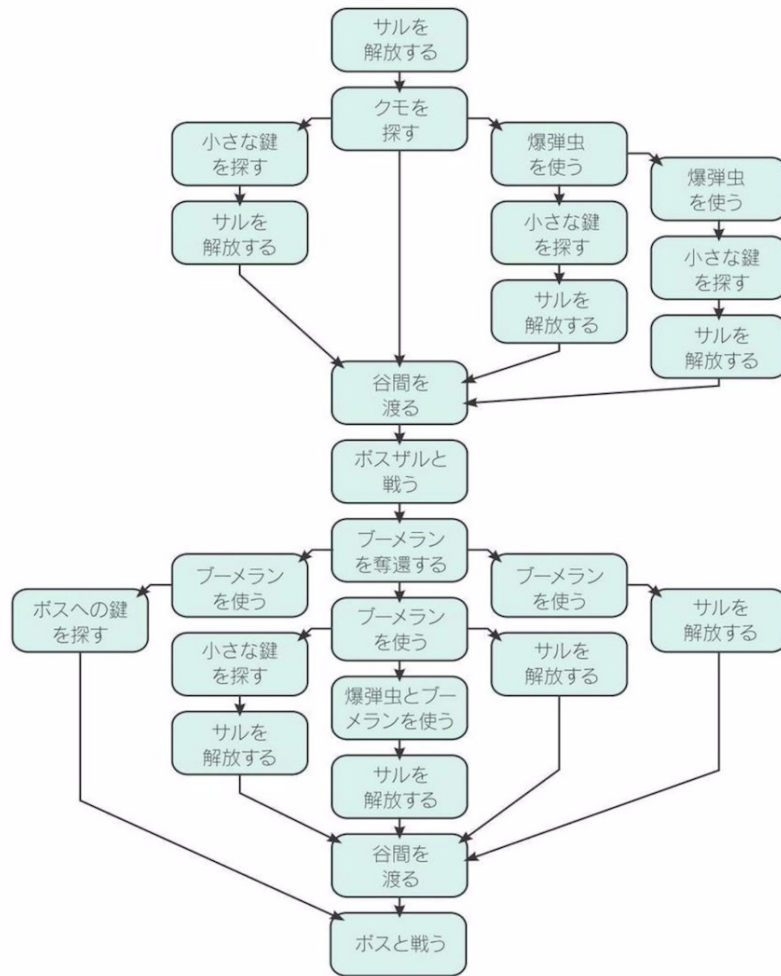 サルを
解放する
クモを
探す
小さな鍵
を探す
サルを
解放する
爆弾虫
を使う
小さな鍵
を探す
サルを
解放する
爆弾虫
を使う
小さな鍵
を探す
サルを
解放する
谷間を
渡る
ボスザルと
戦う
ブーメラン
を奪還する
ブーメラン
を使う
ボスへの鍵
を探す
ブーメラン
を使う
小さな鍵
を探す
サルを
解放する
爆弾虫とブー
メランを使う
サルを
解放する
サルを
解放する
ブーメラン
を使う
サルを
解放する
谷間を
渡る
ボスと戦う